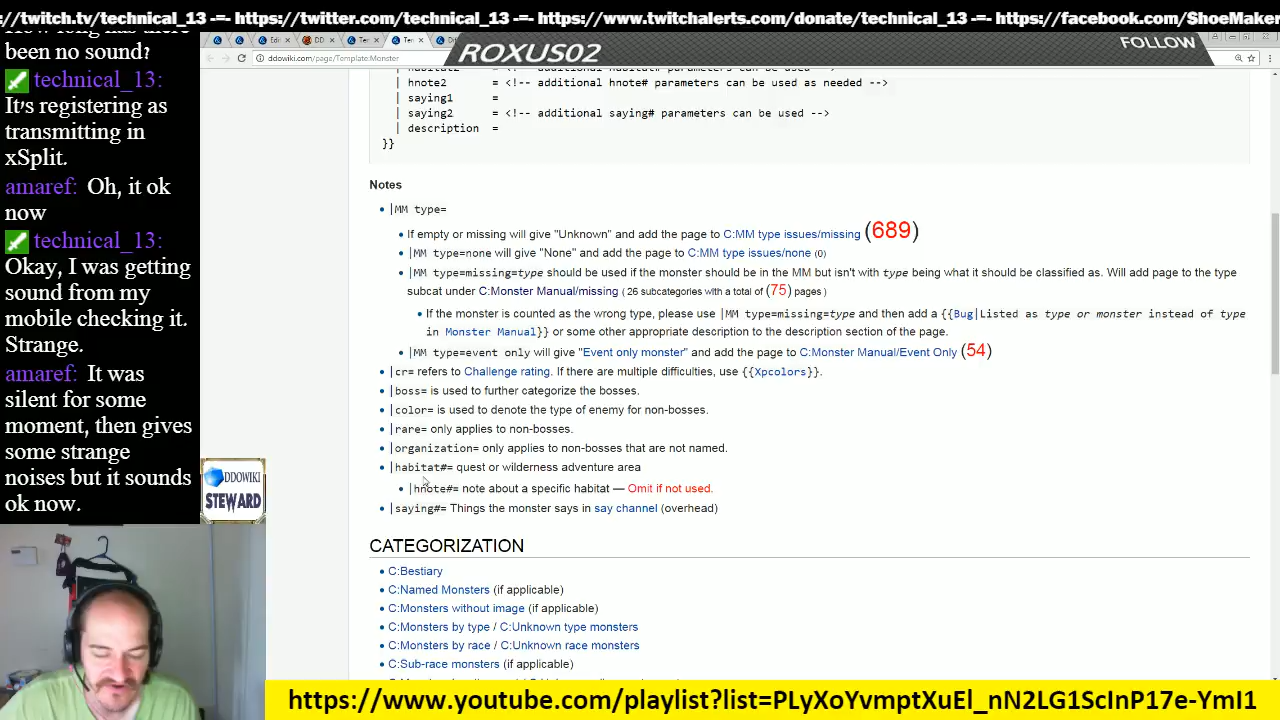 ://twitch.tv/technical_13 -=- https://twitter.com/technical_13 -=- https://www.twitchalerts.com/donate/technical_13 -=- https://facebook.com/$hoeMaker
been no sound?
technical_13:
It's registering as
transmitting in
xSplit.
amaref: Oh, it ok
now
technical_13:
Okay, I was getting
sound from my
mobile checking it.
Strange.
amaref: It was
silent for some
moment, then gives
some strange
noises but it sounds
ok now.
DDOWIKI
STEWARD
ROXUS02
FOLLOW
ddowiki.com/page/Template:Monster
| hnote2 = <!-- additional hnote# parameters can be used as needed -->
| saying1 =
| saying2 = <!-- additional saying# parameters can be used -->
| description =
}}
Notes
• |MM type=
• If empty or missing will give "Unknown" and add the page to C:MM type issues/missing (689)
• |MM type=none will give "None" and add the page to C:MM type issues/none (0)
• |MM type=missing=type should be used if the monster should be in the MM but isn't with type being what it should be classified as. Will add page to the type
subcat under C:Monster Manual/missing ( 26 subcategories with a total of (75) pages )
• If the monster is counted as the wrong type, please use |MM type=missing=type and then add a {{Bug|Listed as type or monster instead of type
in Monster Manual}} or some other appropriate description to the description section of the page.
• |MM type=event only will give "Event only monster" and add the page to C:Monster Manual/Event Only (54)
• |cr= refers to Challenge rating. If there are multiple difficulties, use {{Xpcolors}}.
• |boss= is used to further categorize the bosses.
• |color= is used to denote the type of enemy for non-bosses.
• |rare= only applies to non-bosses.
• |organization= only applies to non-bosses that are not named.
• |habitat#= quest or wilderness adventure area
• |hnote#= note about a specific habitat — Omit if not used.
• |saying#= Things the monster says in say channel (overhead)
CATEGORIZATION
• C:Bestiary
• C:Named Monsters (if applicable)
• C:Monsters without image (if applicable)
• C:Monsters by type / C:Unknown type monsters
• C:Monsters by race / C:Unknown race monsters
• C:Sub-race monsters (if applicable)
https://www.youtube.com/playlist?list=PLyXoYvmptXuEl_nN2LG1ScInP17e-YmI1